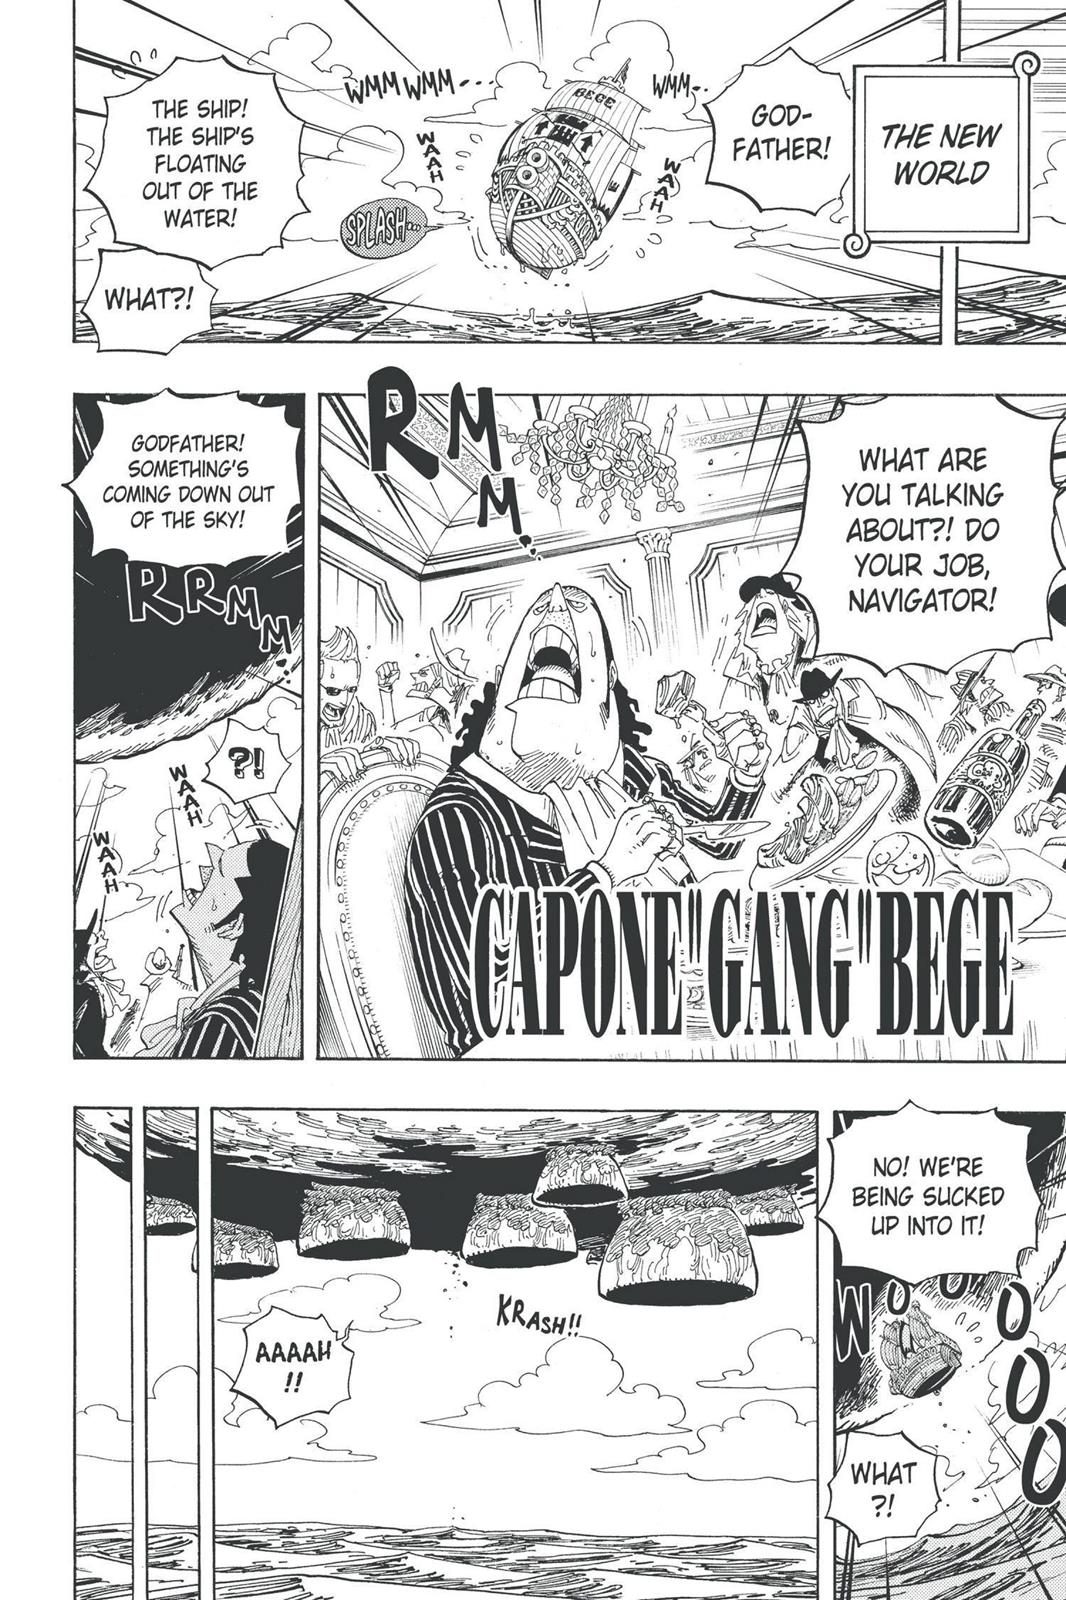 THE NEW
WORLD
GOD-
FATHER!
WMM..
BEGE
WMM WMM...
WAAH
WAAH
SPLASH...
THE SHIP!
THE SHIP'S
FLOATING
OUT OF THE
WATER!
WHAT?!
WHAT ARE
YOU TALKING
ABOUT?! DO
YOUR JOB,
NAVIGATOR!
RMM...
CAPONE"GANG"BEGE
GODFATHER!
SOMETHING'S
COMING DOWN OUT
OF THE SKY!
RRMM...
?!
WAAH
WAAH
NO! WE'RE
BEING SUCKED
UP INTO IT!
WOOOOO
WHAT
?!
KRASH!!
AAAAH
!!